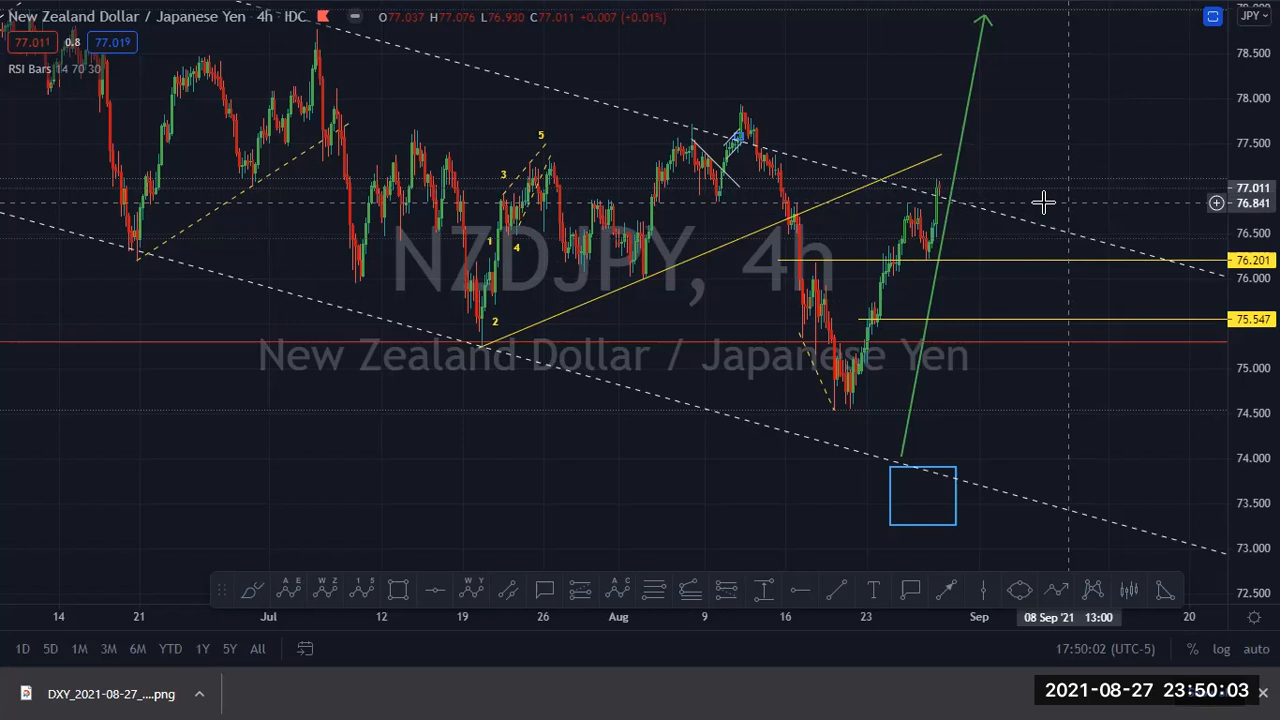 New Zealand Dollar / Japanese Yen · 4h · IDC O77.037 H77.076 L76.930 C77.011 +0.007 (+0.01%)
JPY
77.011 0.8 77.019
RSI Bars 14 70 30
78.500
78.000
77.500
77.011
76.841
76.500
76.201
76.000
75.547
75.000
74.500
74.000
73.500
73.000
72.500
5
3
1
4
2
NZDJPY, 4h
New Zealand Dollar / Japanese Yen
A E W Z 1 5 W Y A C
14 21 Jul 12 19 26 Aug 9 16 23 Sep 08 Sep '21 13:00 20
1D 5D 1M 3M 6M YTD 1Y 5Y All 17:50:02 (UTC-5) % log auto
DXY_2021-08-27_....png
2021-08-27 23:50:03